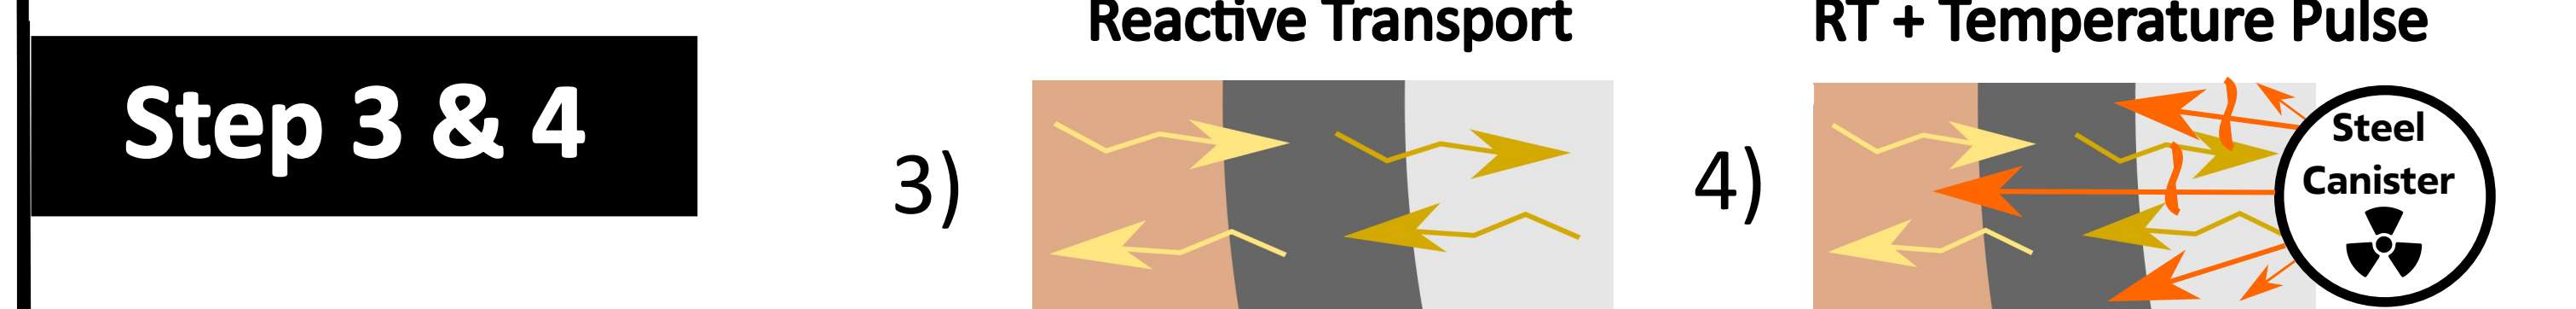 Step 3 & 4
Reactive Transport
3)
RT + Temperature Pulse
4)
Steel
Canister